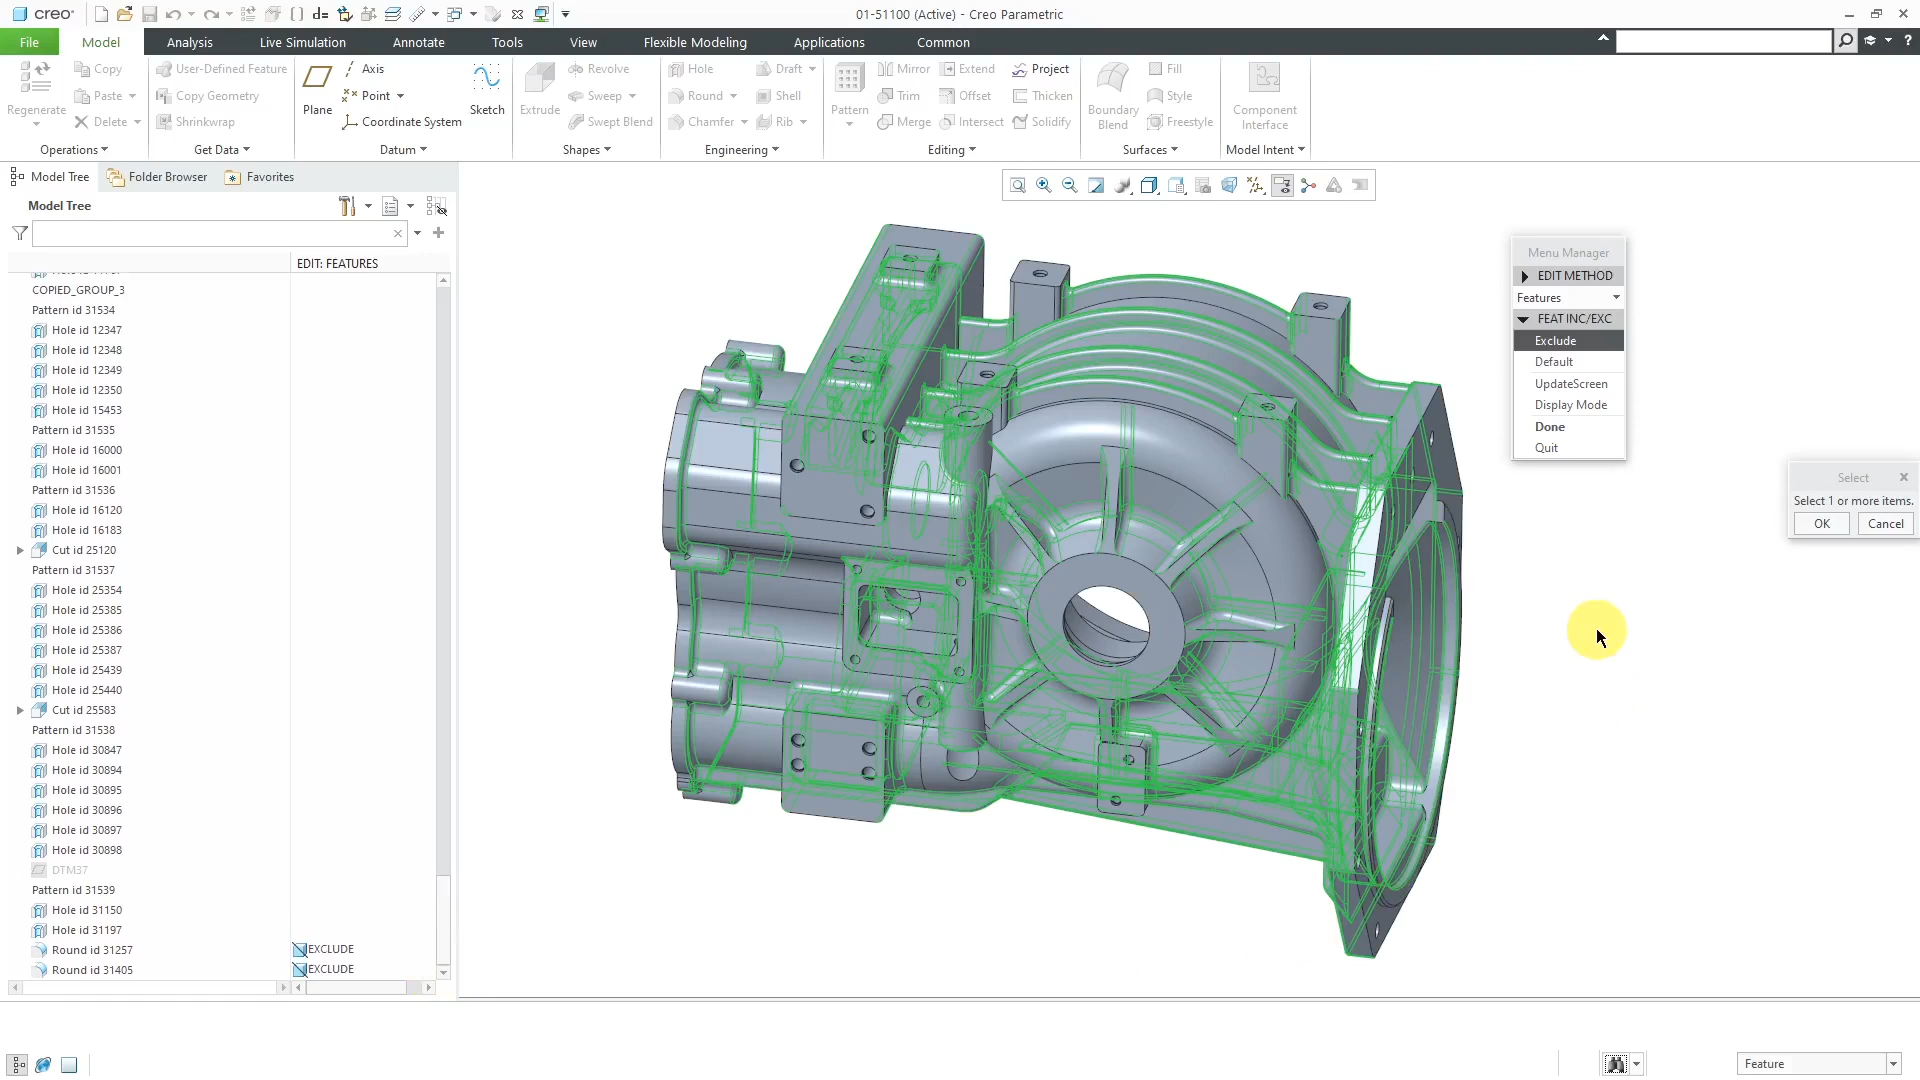 creo
01-51100 (Active) - Creo Parametric
File
Model
Analysis
Live Simulation
Annotate
Tools
View
Flexible Modeling
Applications
Common
Regenerate
Copy
Paste
Delete
Operations
User-Defined Feature
Copy Geometry
Shrinkwrap
Get Data
Plane
Axis
Point
Coordinate System
Sketch
Datum
Extrude
Revolve
Sweep
Swept Blend
Shapes
Hole
Round
Chamfer
Draft
Shell
Rib
Engineering
Pattern
Mirror
Trim
Merge
Extend
Offset
Intersect
Project
Thicken
Solidify
Editing
Boundary
Blend
Fill
Style
Freestyle
Surfaces
Component
Interface
Model Intent
Model Tree
Folder Browser
Favorites
Model Tree
EDIT: FEATURES
COPIED_GROUP_3
Pattern id 31534
Hole id 12347
Hole id 12348
Hole id 12349
Hole id 12350
Hole id 15453
Pattern id 31535
Hole id 16000
Hole id 16001
Pattern id 31536
Hole id 16120
Hole id 16183
Cut id 25120
Pattern id 31537
Hole id 25354
Hole id 25385
Hole id 25386
Hole id 25387
Hole id 25439
Hole id 25440
Cut id 25583
Pattern id 31538
Hole id 30847
Hole id 30894
Hole id 30895
Hole id 30896
Hole id 30897
Hole id 30898
DTM37
Pattern id 31539
Hole id 31150
Hole id 31197
Round id 31257 EXCLUDE
Round id 31405 EXCLUDE
Menu Manager
EDIT METHOD
Features
FEAT INC/EXC
Exclude
Default
UpdateScreen
Display Mode
Done
Quit
Select
Select 1 or more items.
OK
Cancel
Feature